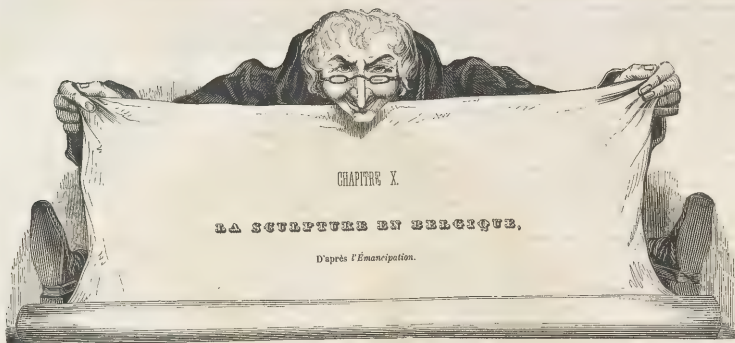 CHAPITRE X.
LA SCULPTURE EN BELGIQUE,
D'après l'Émancipation.